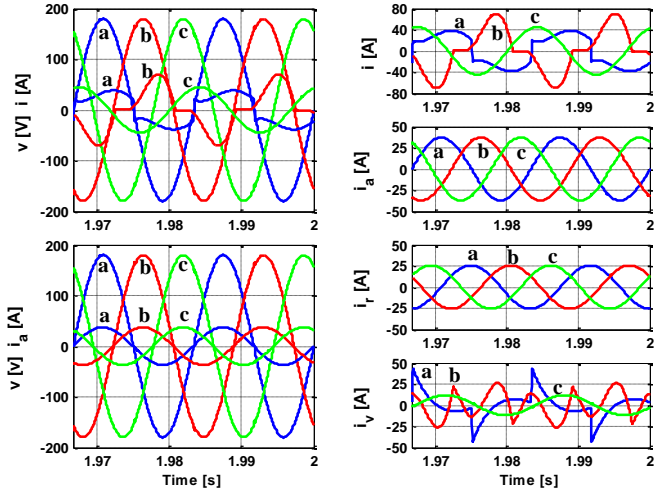 v [V]  i [A]
200
100
0
-100
-200
a
b
c
a
b
c
1.97
1.98
1.99
2
v [V]  i_a [A]
200
100
0
-100
-200
a
b
c
a
b
c
1.97
1.98
1.99
2
Time [s]
i [A]
80
40
0
-40
-80
a
b
c
1.97
1.98
1.99
2
i_a [A]
50
25
0
-25
-50
a
b
c
1.97
1.98
1.99
2
i_r [A]
50
25
0
-25
-50
a
b
c
1.97
1.98
1.99
2
i_v [A]
50
25
0
-25
-50
a
b
c
1.97
1.98
1.99
2
Time [s]